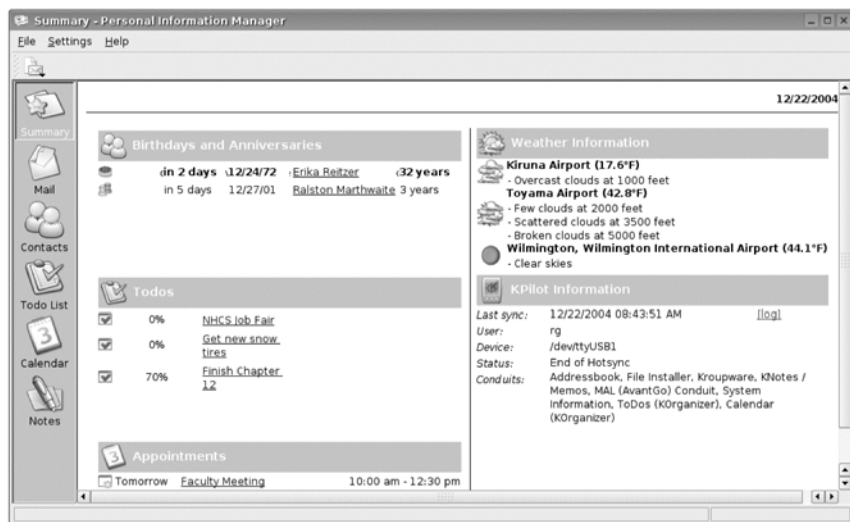 Summary - Personal Information Manager
File Settings Help
12/22/2004
Summary
Mail
Contacts
Todo List
Calendar
Notes
Birthdays and Anniversaries
in 2 days 12/24/72 Erika Reitzer 32 years
in 5 days 12/27/01 Ralston Marthwaite 3 years
Todos
0% NHCS Job Fair
0% Get new snow
tires
70% Finish Chapter
12
Appointments
Tomorrow Faculty Meeting 10:00 am - 12:30 pm
Weather Information
Kiruna Airport (17.6°F)
- Overcast clouds at 1000 feet
Toyama Airport (42.8°F)
- Few clouds at 2000 feet
- Scattered clouds at 3500 feet
- Broken clouds at 5000 feet
Wilmington, Wilmington International Airport (44.1°F)
- Clear skies
KPilot Information
Last sync: 12/22/2004 08:43:51 AM [log]
User: rg
Device: /dev/ttyUSB1
Status: End of Hotsync
Conduits: Addressbook, File Installer, Kroupware, KNotes /
Memos, MAL (AvantGo) Conduit, System
Information, ToDos (KOrganizer), Calendar
(KOrganizer)